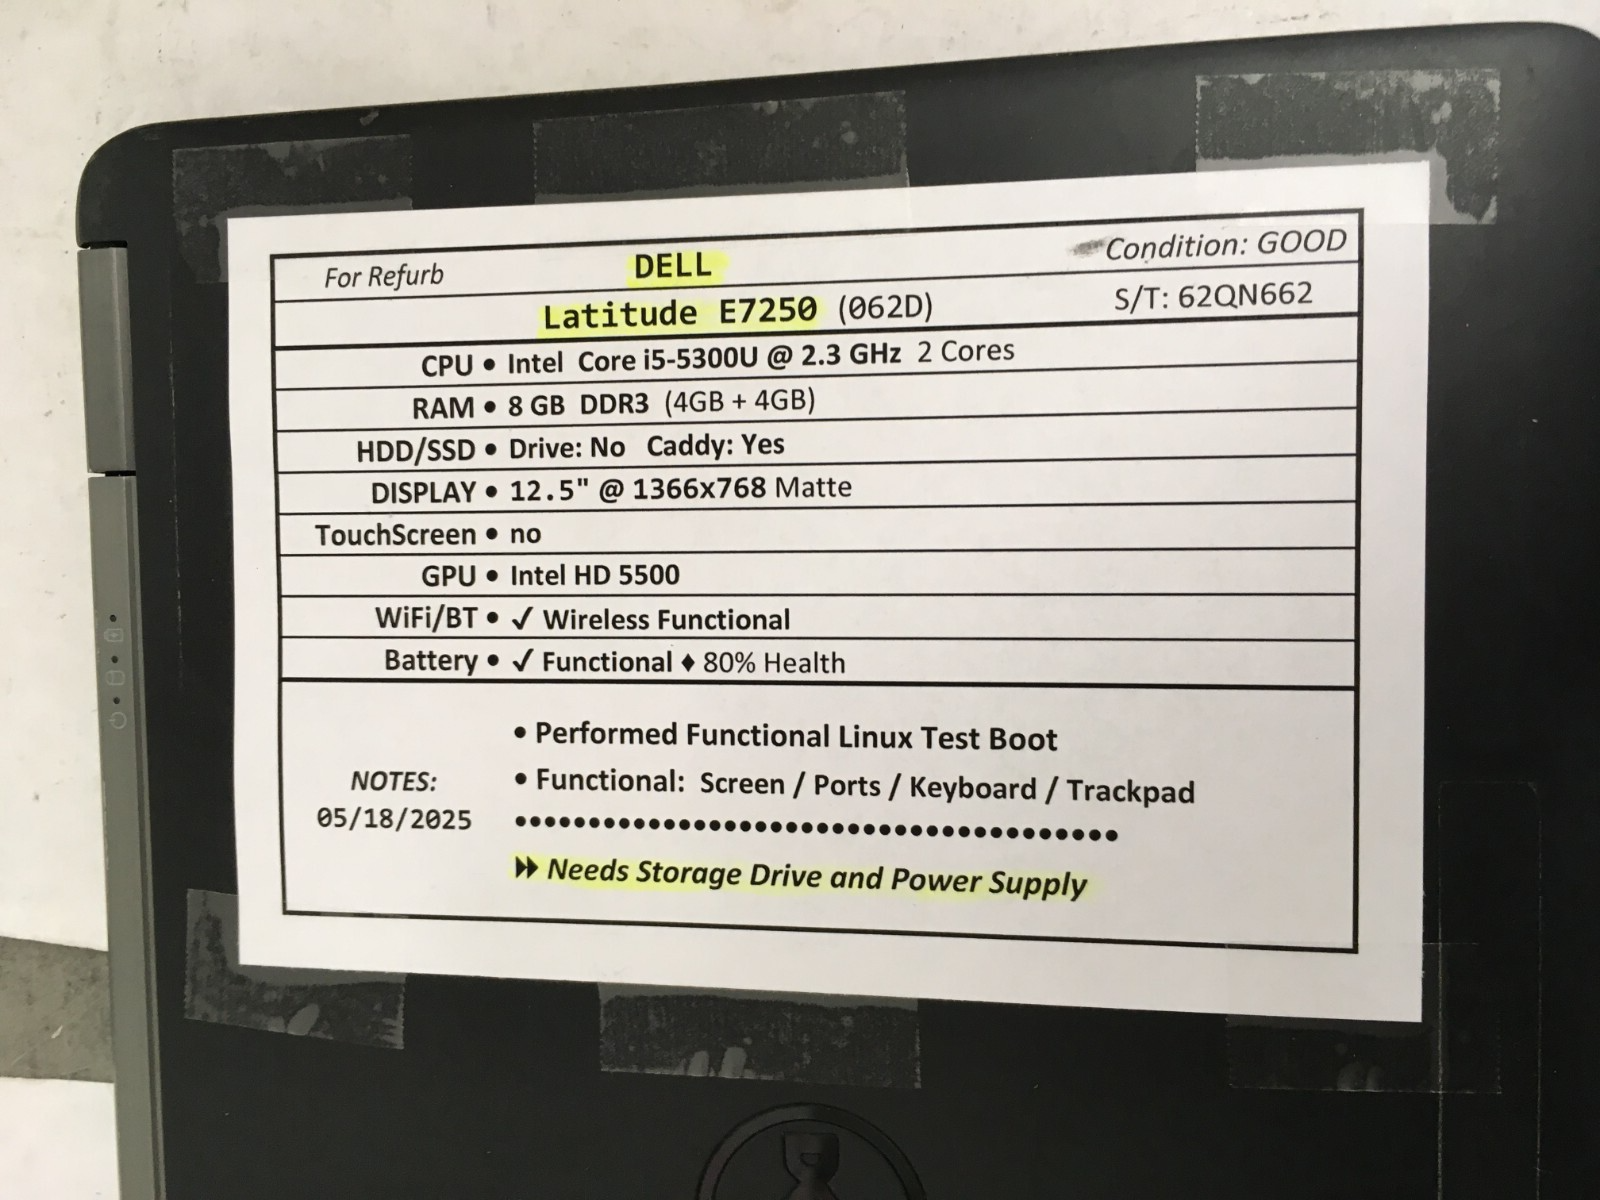 For Refurb DELL Condition: GOOD
Latitude E7250 (062D) S/T: 62QN662
CPU • Intel Core i5-5300U @ 2.3 GHz 2 Cores
RAM • 8 GB DDR3 (4GB + 4GB)
HDD/SSD • Drive: No Caddy: Yes
DISPLAY • 12.5" @ 1366x768 Matte
TouchScreen • no
GPU • Intel HD 5500
WiFi/BT • ✓ Wireless Functional
Battery • ✓ Functional ♦ 80% Health
• Performed Functional Linux Test Boot
NOTES: • Functional: Screen / Ports / Keyboard / Trackpad
05/18/2025 •••••••••••••••••••••••••••••••••••••••••
Needs Storage Drive and Power Supply